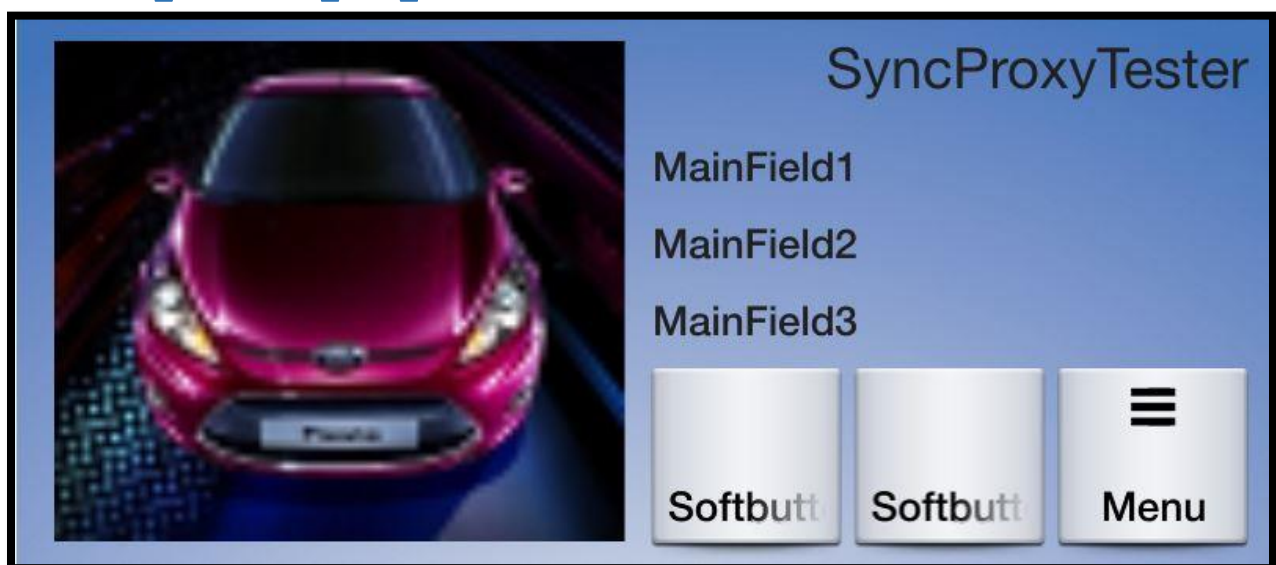 SyncProxyTester
MainField1
MainField2
MainField3
Softbutt
Softbutt
Menu